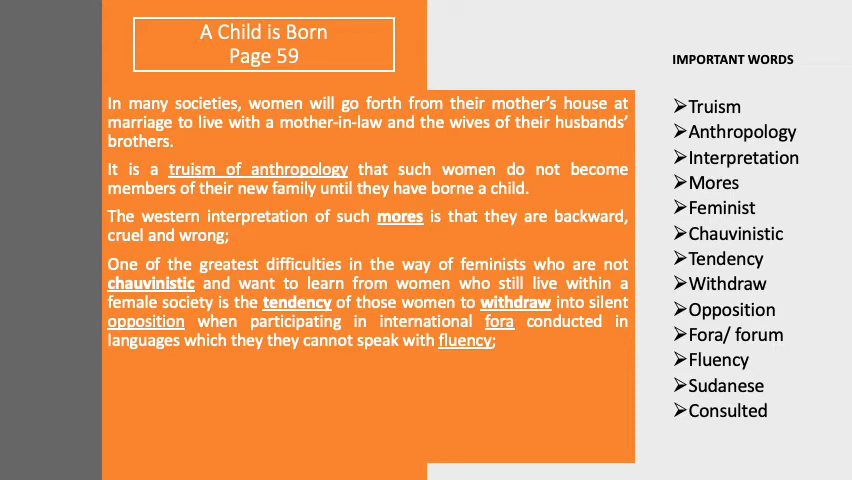 A Child is Born
Page 59
In many societies, women will go forth from their mother's house at
marriage to live with a mother-in-law and the wives of their husbands'
brothers.
It is a truism of anthropology that such women do not become
members of their new family until they have borne a child.
The western interpretation of such mores is that they are backward,
cruel and wrong;
One of the greatest difficulties in the way of feminists who are not
chauvinistic and want to learn from women who still live within a
female society is the tendency of those women to withdraw into silent
opposition when participating in international fora conducted in
languages which they they cannot speak with fluency;
IMPORTANT WORDS
➢Truism
➢Anthropology
➢Interpretation
➢Mores
➢Feminist
➢Chauvinistic
➢Tendency
➢Withdraw
➢Opposition
➢Fora/ forum
➢Fluency
➢Sudanese
➢Consulted